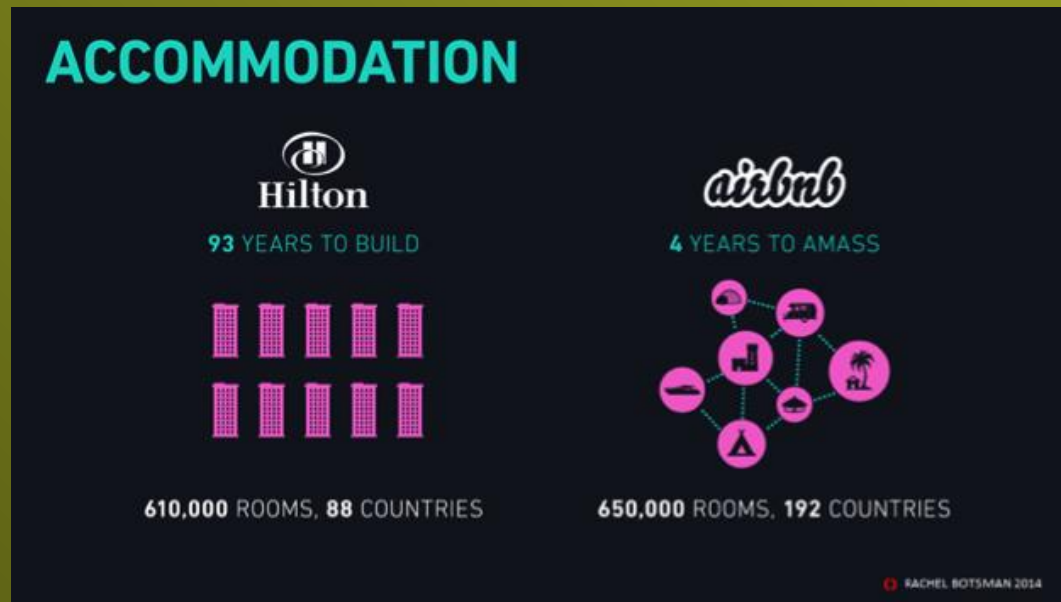 ACCOMMODATION
Hilton
93 YEARS TO BUILD
610,000 ROOMS, 88 COUNTRIES
airbnb
4 YEARS TO AMASS
650,000 ROOMS, 192 COUNTRIES
RACHEL BOTSMAN 2014